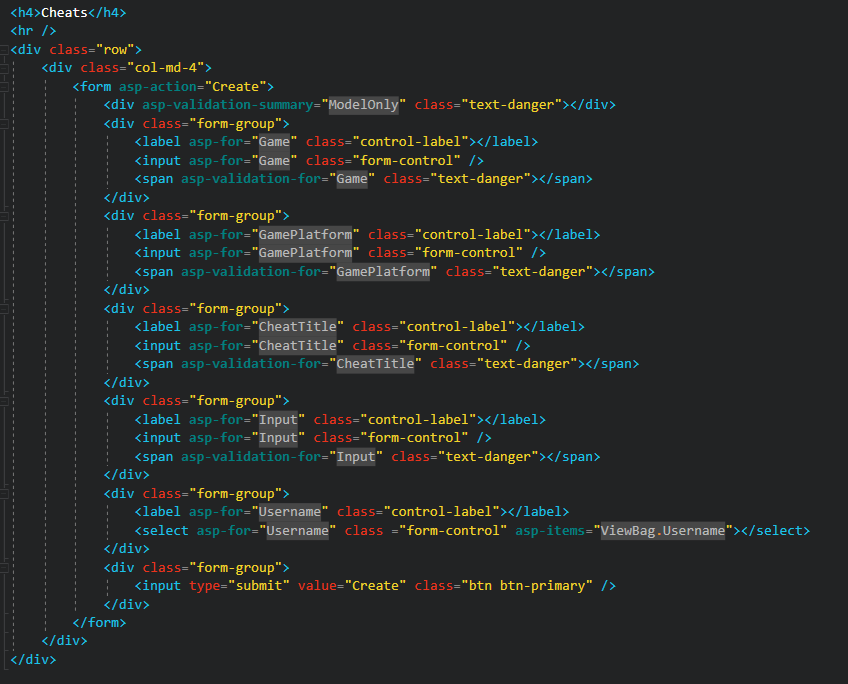 <h4>Cheats</h4>
<hr />
<div class="row">
    <div class="col-md-4">
        <form asp-action="Create">
            <div asp-validation-summary="ModelOnly" class="text-danger"></div>
            <div class="form-group">
                <label asp-for="Game" class="control-label"></label>
                <input asp-for="Game" class="form-control" />
                <span asp-validation-for="Game" class="text-danger"></span>
            </div>
            <div class="form-group">
                <label asp-for="GamePlatform" class="control-label"></label>
                <input asp-for="GamePlatform" class="form-control" />
                <span asp-validation-for="GamePlatform" class="text-danger"></span>
            </div>
            <div class="form-group">
                <label asp-for="CheatTitle" class="control-label"></label>
                <input asp-for="CheatTitle" class="form-control" />
                <span asp-validation-for="CheatTitle" class="text-danger"></span>
            </div>
            <div class="form-group">
                <label asp-for="Input" class="control-label"></label>
                <input asp-for="Input" class="form-control" />
                <span asp-validation-for="Input" class="text-danger"></span>
            </div>
            <div class="form-group">
                <label asp-for="Username" class="control-label"></label>
                <select asp-for="Username" class ="form-control" asp-items="ViewBag.Username"></select>
            </div>
            <div class="form-group">
                <input type="submit" value="Create" class="btn btn-primary" />
            </div>
        </form>
    </div>
</div>